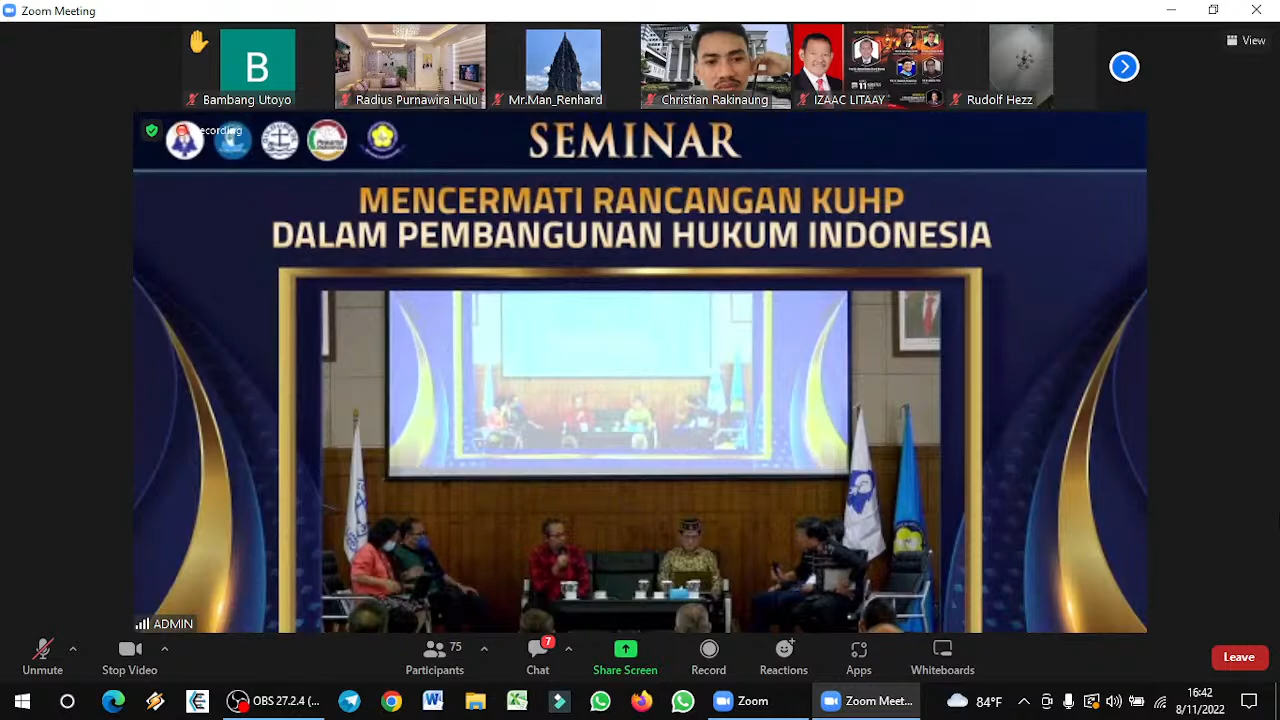 Zoom Meeting
View
B
Bambang Utoyo
Radius Purnawira Hulu
Mr.Man_Renhard
Christian Rakinaung
IZAAC LITAAY
11
Rudolf Hezz
Recording
SEMINAR
MENCERMATI RANCANGAN KUHP
DALAM PEMBANGUNAN HUKUM INDONESIA
ADMIN
Unmute
Stop Video
75
Participants
7
Chat
Share Screen
Record
Reactions
Apps
Whiteboards
Leave
OBS 27.2.4 (...
Zoom
Zoom Meet...
84°F
16:42
8/11/2022